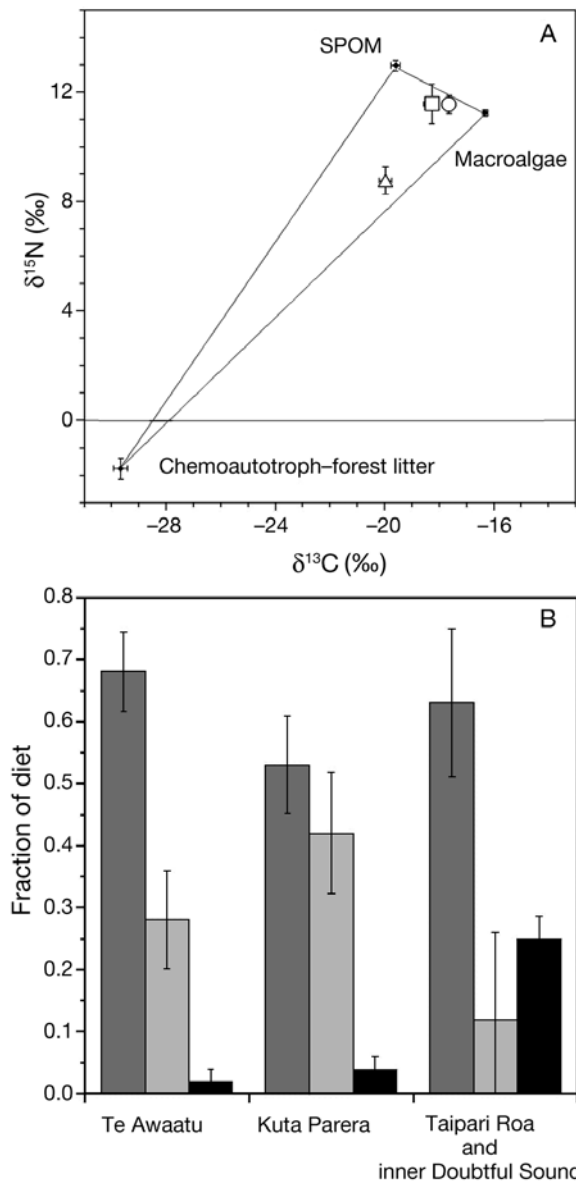 A
SPOM
12
Macroalgae
8
δ¹⁵N (‰)
4
0
Chemoautotroph–forest litter
−28
−24
−20
−16
δ¹³C (‰)
0.8
B
0.7
0.6
0.5
0.4
0.3
0.2
0.1
0.0
Fraction of diet
Te Awaatu
Kuta Parera
Taipari Roa
and
inner Doubtful Sound